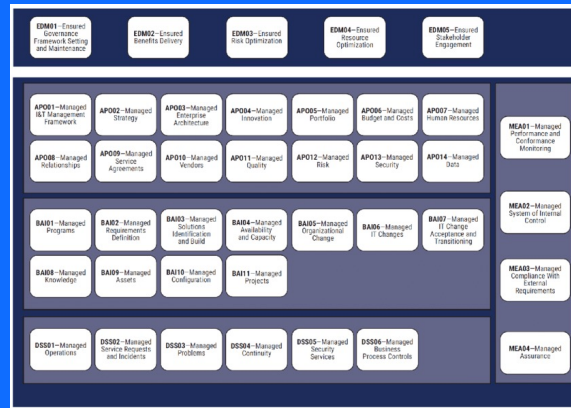 EDM01—Ensured
Governance
Framework Setting
and Maintenance
EDM02—Ensured
Benefits Delivery
EDM03—Ensured
Risk Optimization
EDM04—Ensured
Resource
Optimization
EDM05—Ensured
Stakeholder
Engagement
APO01—Managed
I&T Management
Framework
APO02—Managed
Strategy
APO03—Managed
Enterprise
Architecture
APO04—Managed
Innovation
APO05—Managed
Portfolio
APO06—Managed
Budget and Costs
APO07—Managed
Human Resources
APO08—Managed
Relationships
APO09—Managed
Service
Agreements
APO10—Managed
Vendors
APO11—Managed
Quality
APO12—Managed
Risk
APO13—Managed
Security
APO14—Managed
Data
BAI01—Managed
Programs
BAI02—Managed
Requirements
Definition
BAI03—Managed
Solutions
Identification
and Build
BAI04—Managed
Availability
and Capacity
BAI05—Managed
Organizational
Change
BAI06—Managed
IT Changes
BAI07—Managed
IT Change
Acceptance and
Transitioning
BAI08—Managed
Knowledge
BAI09—Managed
Assets
BAI10—Managed
Configuration
BAI11—Managed
Projects
DSS01—Managed
Operations
DSS02—Managed
Service Requests
and Incidents
DSS03—Managed
Problems
DSS04—Managed
Continuity
DSS05—Managed
Security
Services
DSS06—Managed
Business
Process Controls
MEA01—Managed
Performance and
Conformance
Monitoring
MEA02—Managed
System of Internal
Control
MEA03—Managed
Compliance With
External
Requirements
MEA04—Managed
Assurance